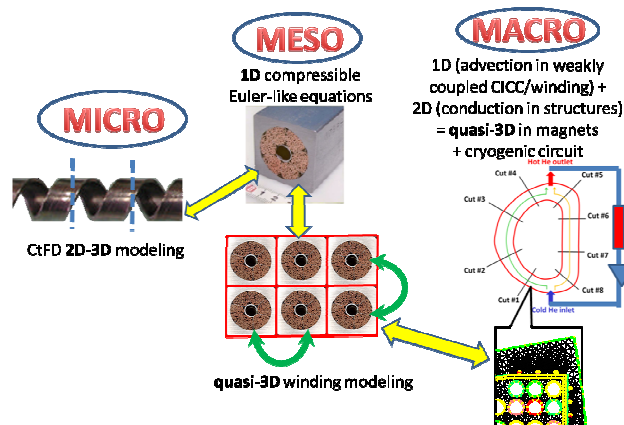 MICRO
CtFD 2D-3D modeling
MESO
1D compressible
Euler-like equations
quasi-3D winding modeling
MACRO
1D (advection in weakly
coupled CICC/winding) +
2D (conduction in structures)
= quasi-3D in magnets
+ cryogenic circuit
Hot He outlet
Cut #4
Cut #5
Cut #3
Cut #6
Cut #7
Cut #2
Cut #8
Cut #1
Cold He inlet